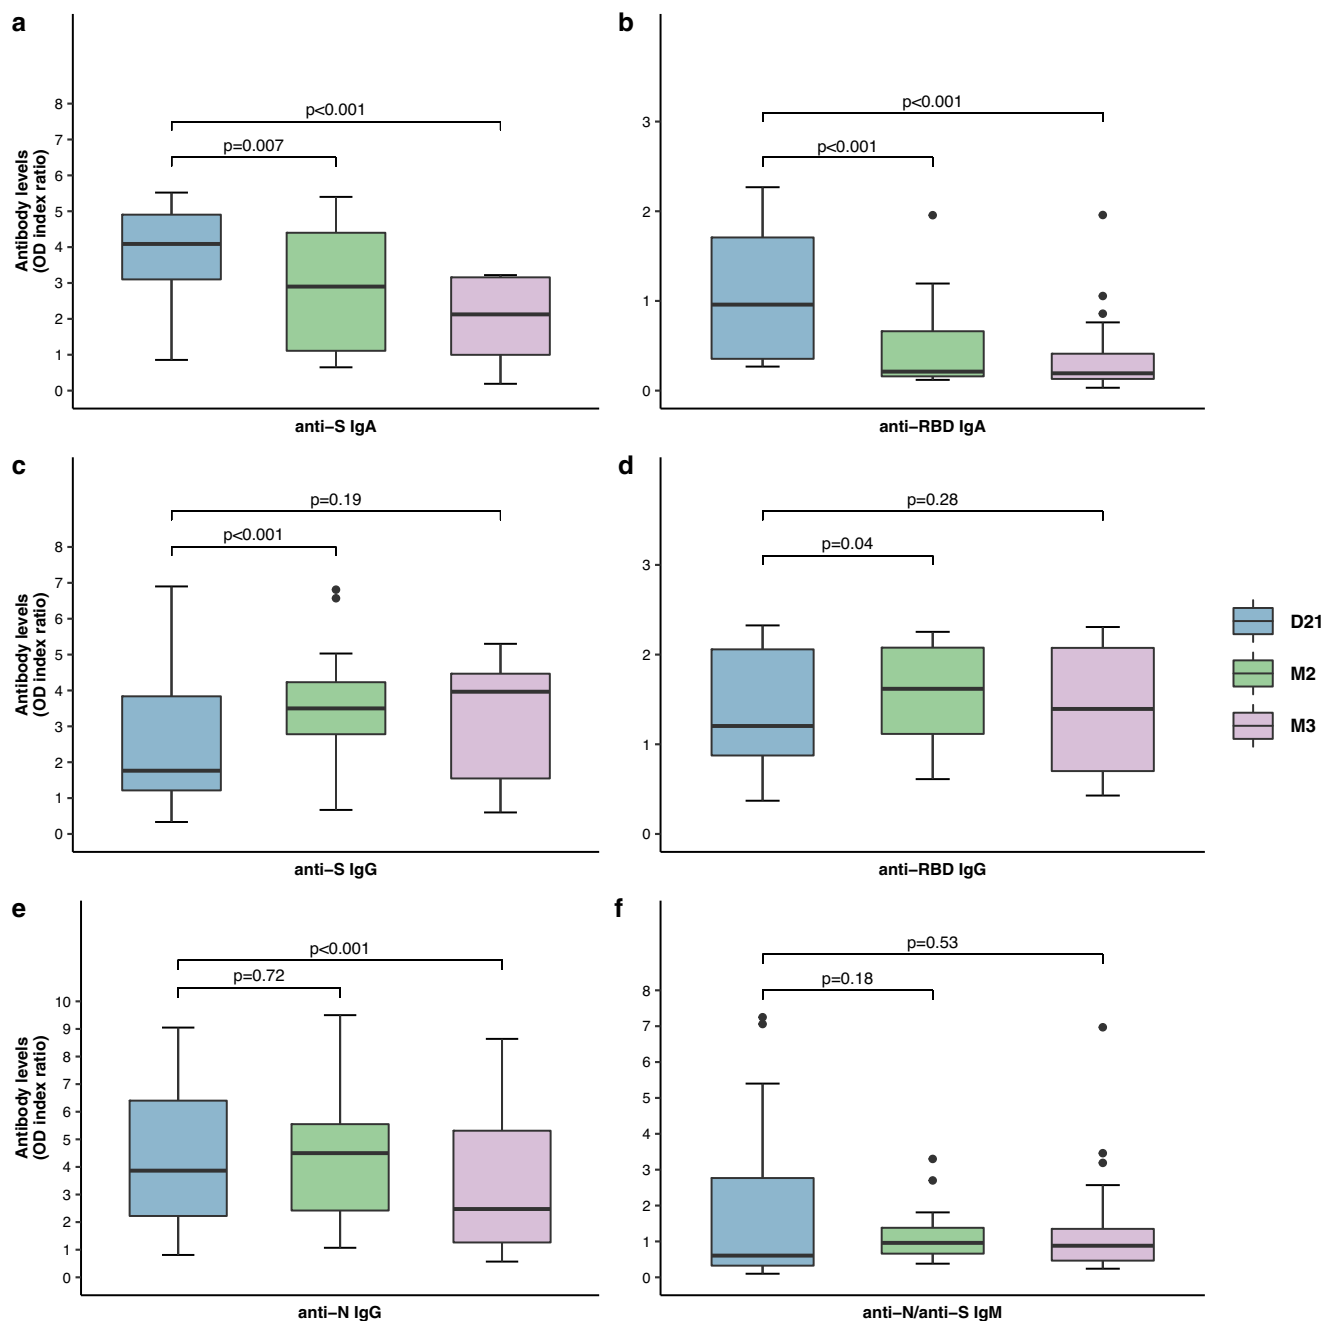 a
p<0.001
p=0.007
8
7
6
5
4
3
2
1
0
Antibody levels
(OD index ratio)
anti−S IgA
b
p<0.001
p<0.001
3
2
1
0
anti−RBD IgA
c
p=0.19
p<0.001
8
7
6
5
4
3
2
1
0
Antibody levels
(OD index ratio)
anti−S IgG
d
p=0.28
p=0.04
3
2
1
0
anti−RBD IgG
D21
M2
M3
e
p<0.001
p=0.72
10
9
8
7
6
5
4
3
2
1
0
Antibody levels
(OD index ratio)
anti−N IgG
f
p=0.53
p=0.18
8
7
6
5
4
3
2
1
0
anti−N/anti−S IgM